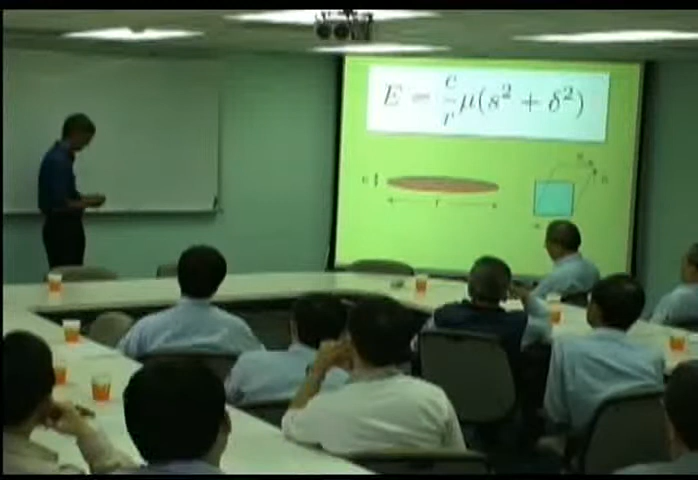 E = c/r μ(s² + δ²)
r